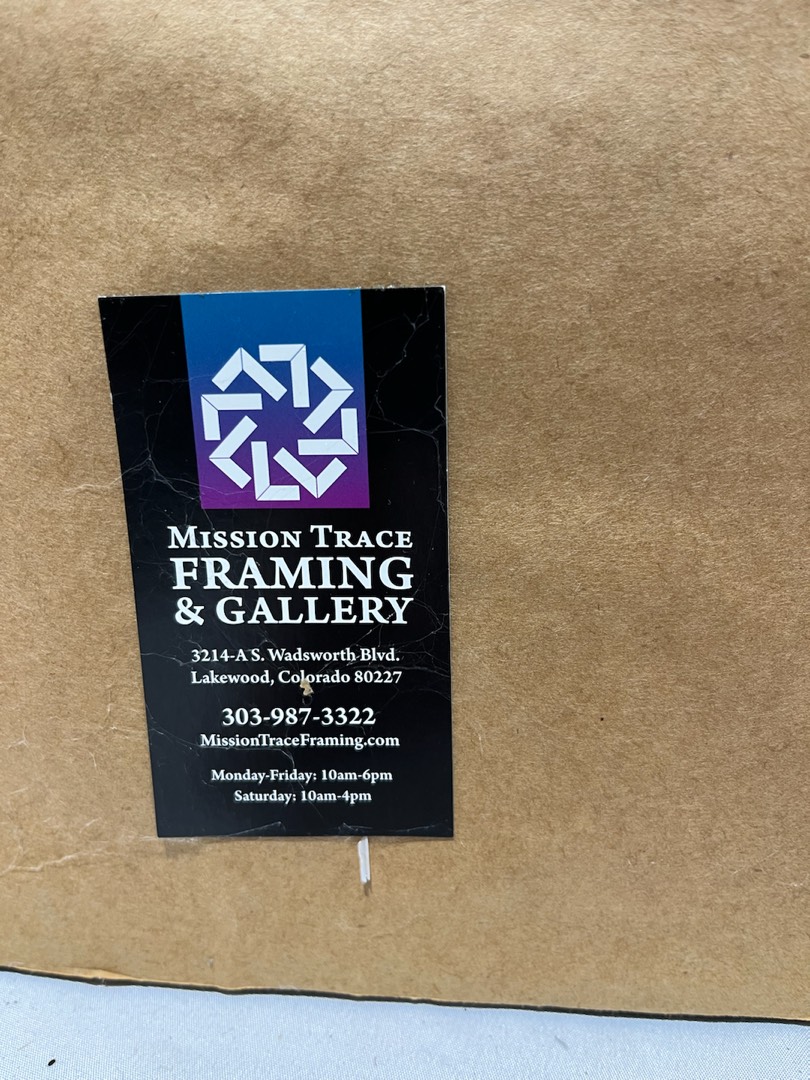 MISSION TRACE
FRAMING
& GALLERY
3214-A S. Wadsworth Blvd.
Lakewood, Colorado 80227
303-987-3322
MissionTraceFraming.com
Monday-Friday: 10am-6pm
Saturday: 10am-4pm